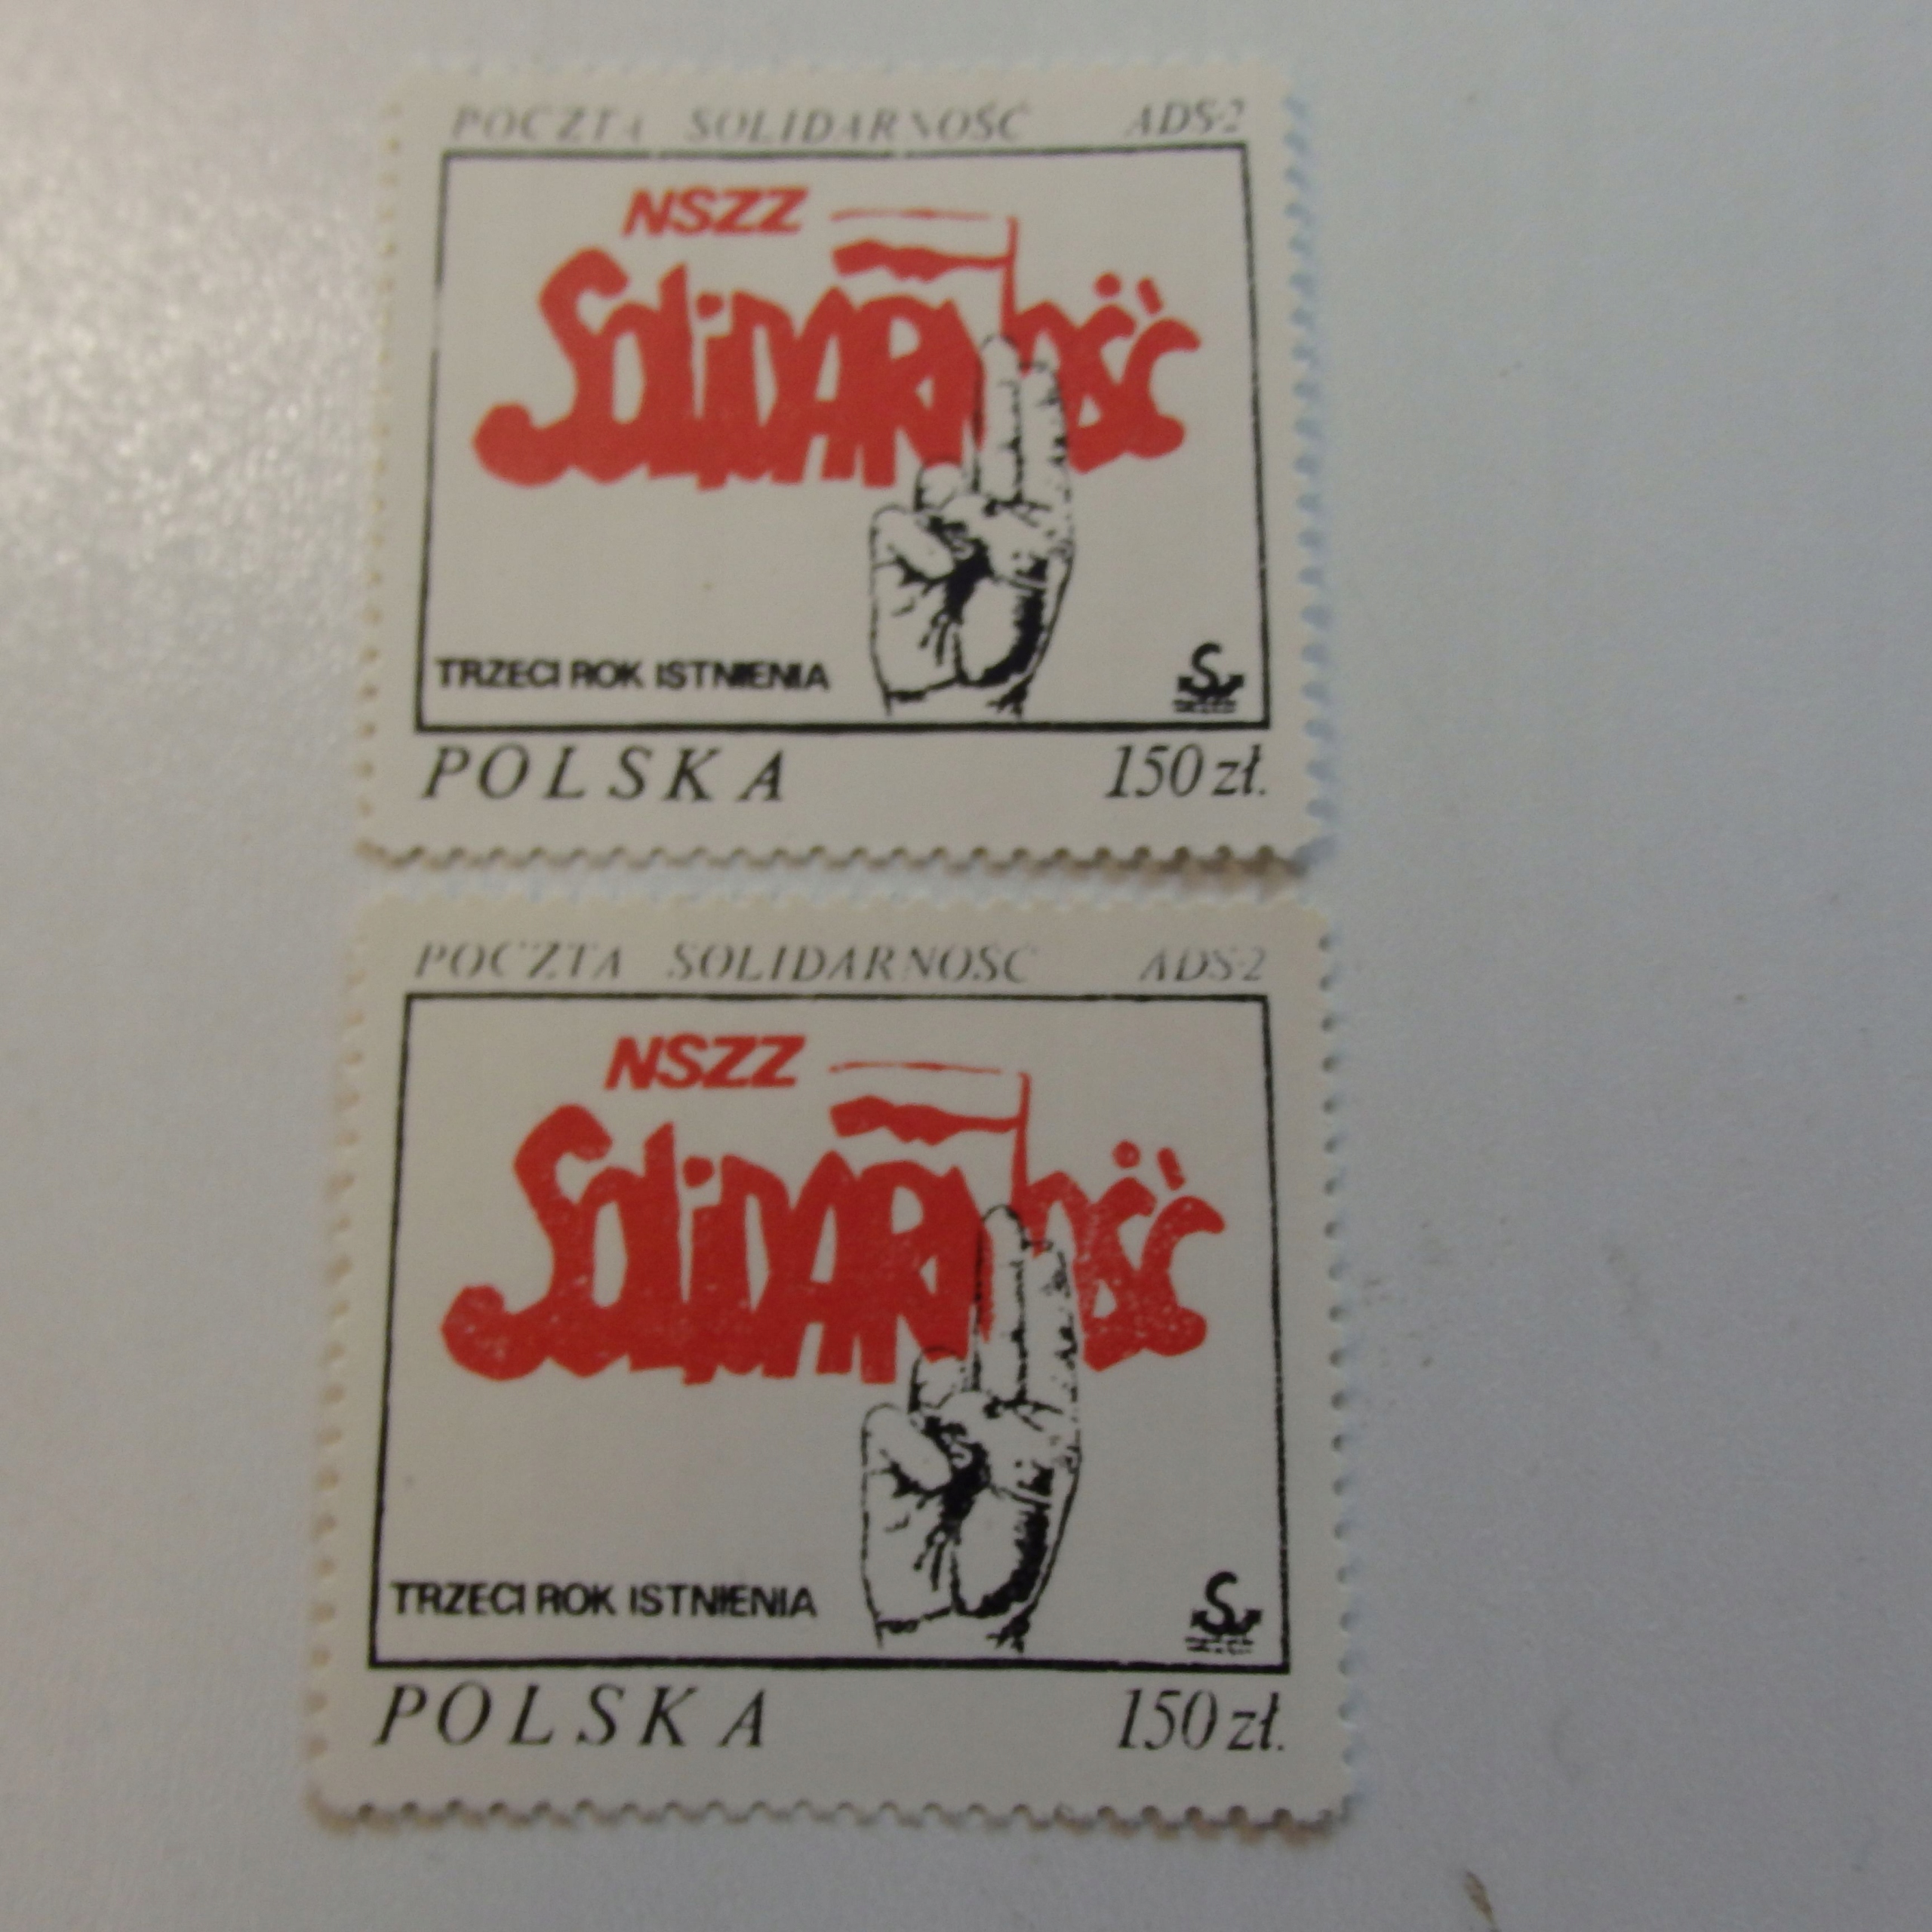 POCZTA SOLIDARNOŚĆ ADS-2
NSZZ
SOLIDARNOŚĆ
TRZECI ROK ISTNIENIA
POLSKA 150 zł.
POCZTA SOLIDARNOŚĆ ADS-2
NSZZ
SOLIDARNOŚĆ
TRZECI ROK ISTNIENIA
POLSKA 150 zł.